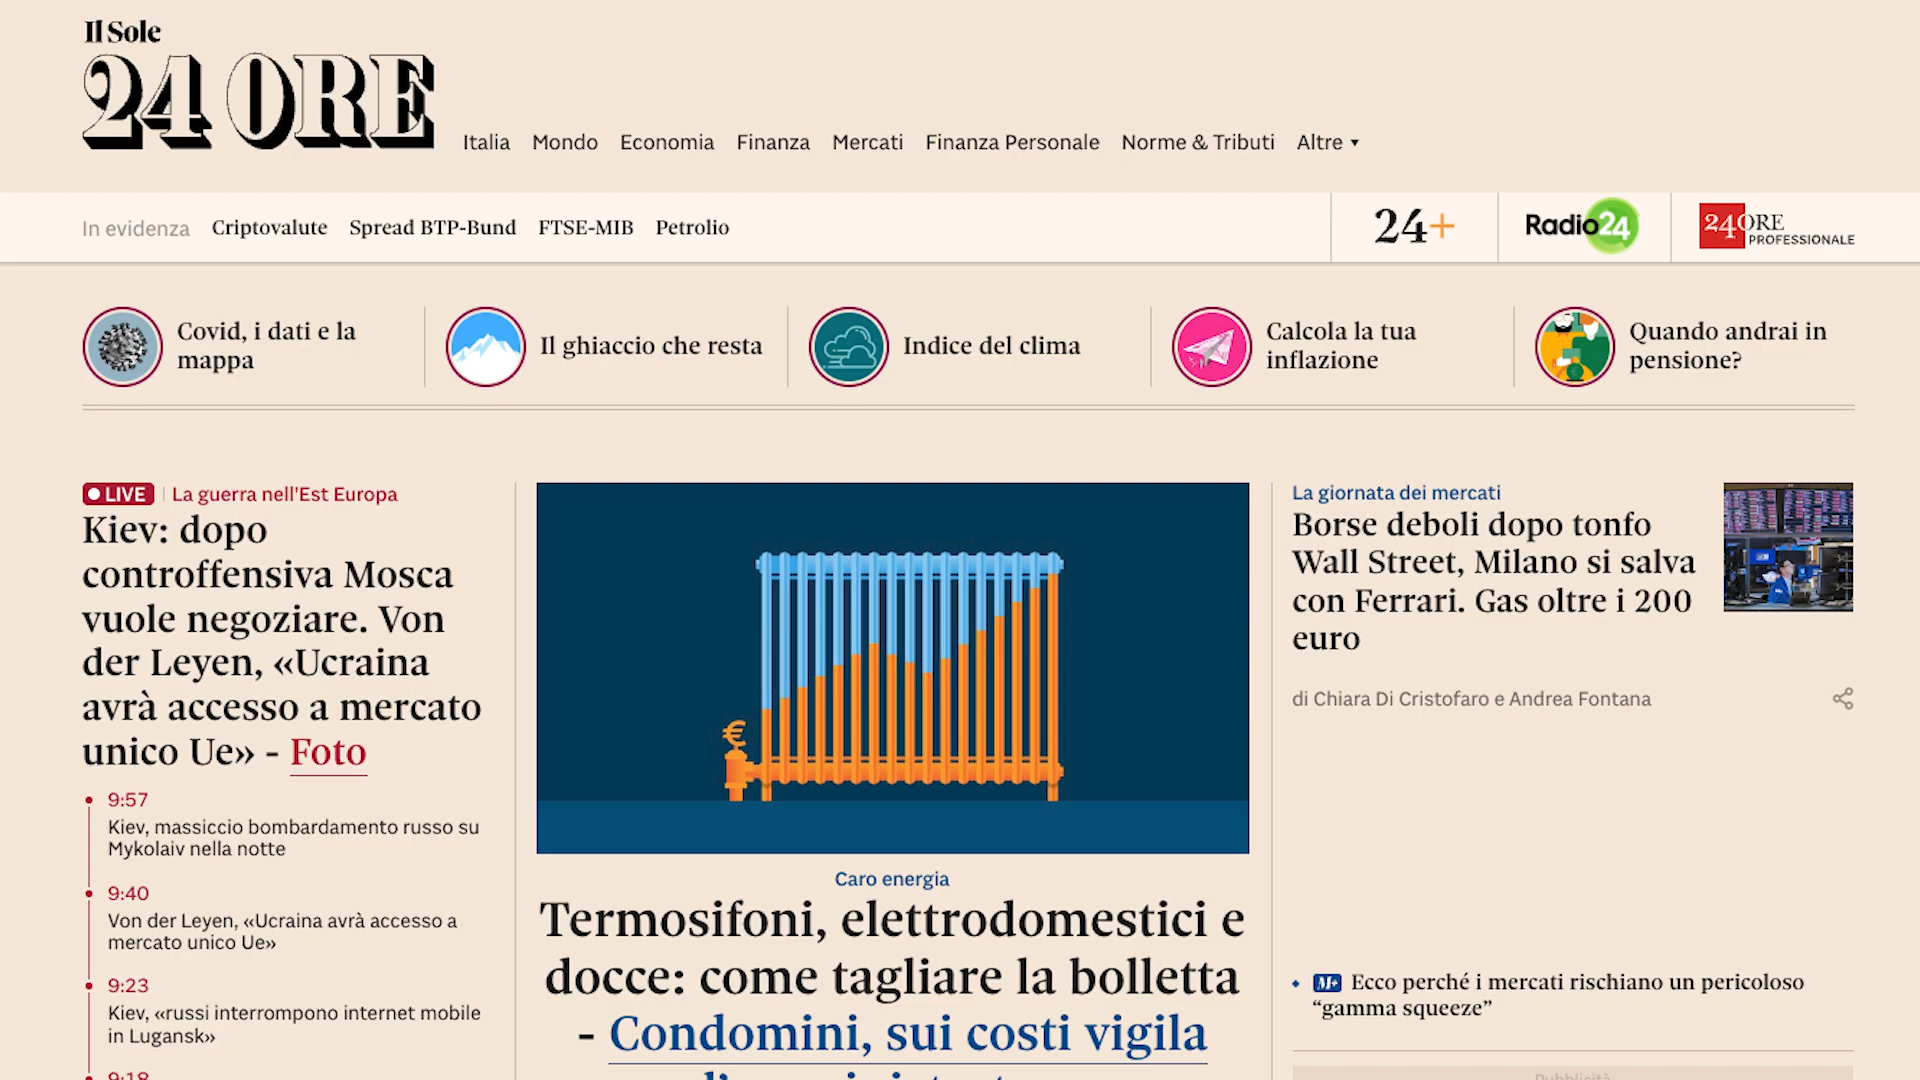 Il Sole
24 ORE
Italia Mondo Economia Finanza Mercati Finanza Personale Norme & Tributi Altre
In evidenza Criptovalute Spread BTP-Bund FTSE-MIB Petrolio
24+
Radio24
24ORE
PROFESSIONALE
Covid, i dati e la
mappa
Il ghiaccio che resta
Indice del clima
Calcola la tua
inflazione
Quando andrai in
pensione?
LIVE La guerra nell'Est Europa
Kiev: dopo
controffensiva Mosca
vuole negoziare. Von
der Leyen, «Ucraina
avrà accesso a mercato
unico Ue» - Foto
9:57
Kiev, massiccio bombardamento russo su
Mykolaiv nella notte
9:40
Von der Leyen, «Ucraina avrà accesso a
mercato unico Ue»
9:23
Kiev, «russi interrompono internet mobile
in Lugansk»
9:18
€
Caro energia
Termosifoni, elettrodomestici e
docce: come tagliare la bolletta
- Condomini, sui costi vigila
La giornata dei mercati
Borse deboli dopo tonfo
Wall Street, Milano si salva
con Ferrari. Gas oltre i 200
euro
di Chiara Di Cristofaro e Andrea Fontana
M+ Ecco perché i mercati rischiano un pericoloso
“gamma squeeze”
Pubblicità